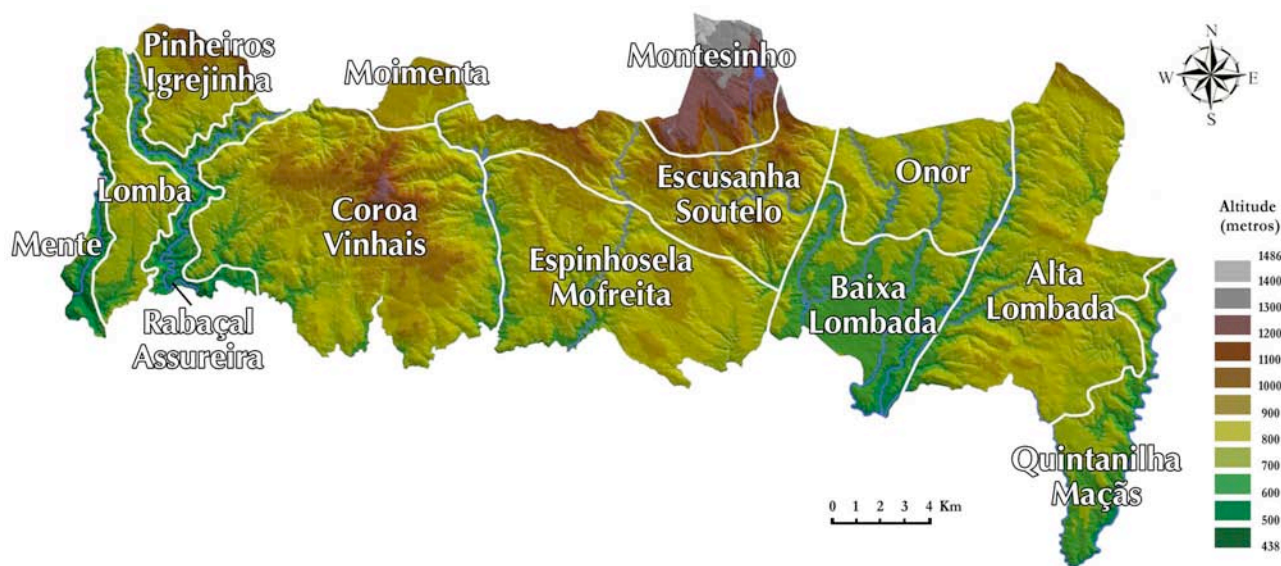 Pinheiros
Igrejinha
Moimenta
Montesinho
N
W E
S
Lomba
Mente
Coroa
Vinhais
Rabaçal
Assureira
Espinhosela
Mofreita
Escusanha
Soutelo
Onor
Baixa
Lombada
Alta
Lombada
Quintanilha
Maçãs
0 1 2 3 4 Km
Altitude
(metros)
1486
1400
1300
1200
1100
1000
900
800
700
600
500
438